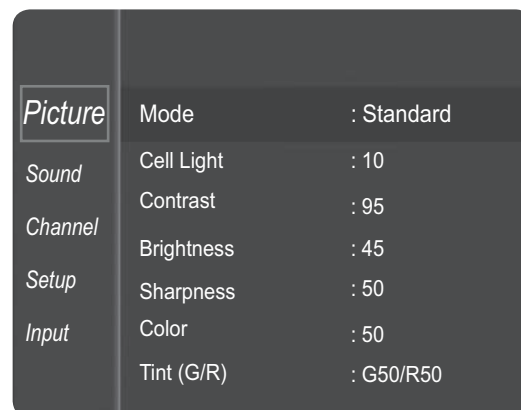 Picture
Sound
Channel
Setup
Input
Mode : Standard
Cell Light : 10
Contrast : 95
Brightness : 45
Sharpness : 50
Color : 50
Tint (G/R) : G50/R50